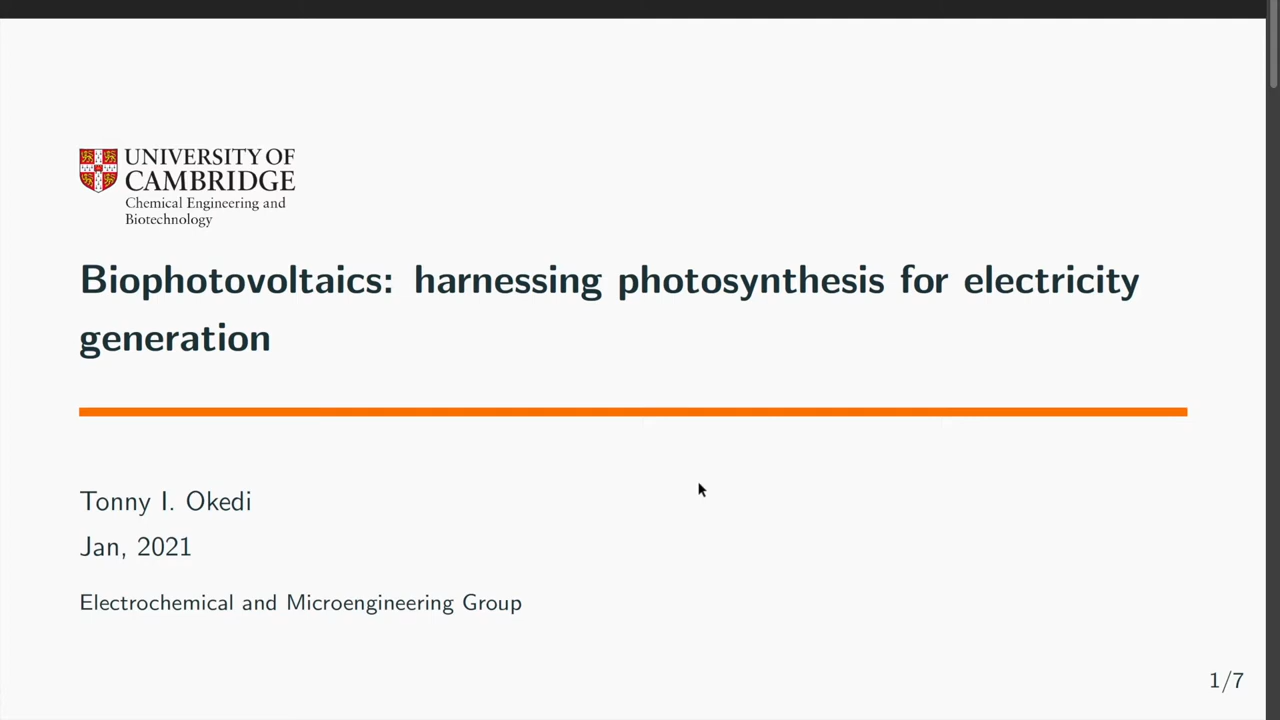 UNIVERSITY OF
CAMBRIDGE
Chemical Engineering and
Biotechnology
Biophotovoltaics: harnessing photosynthesis for electricity
generation
Tonny I. Okedi
Jan, 2021
Electrochemical and Microengineering Group
1/7